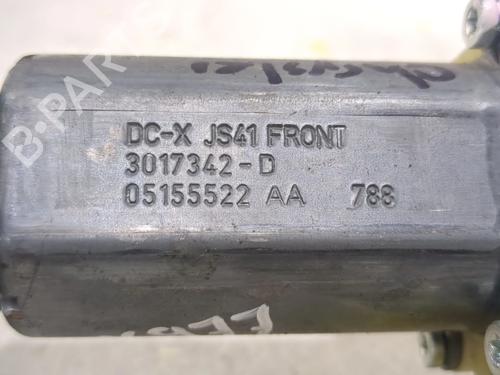 B-PARTS
DC-X JS41 FRONT
3017342-D
05155522 AA 788